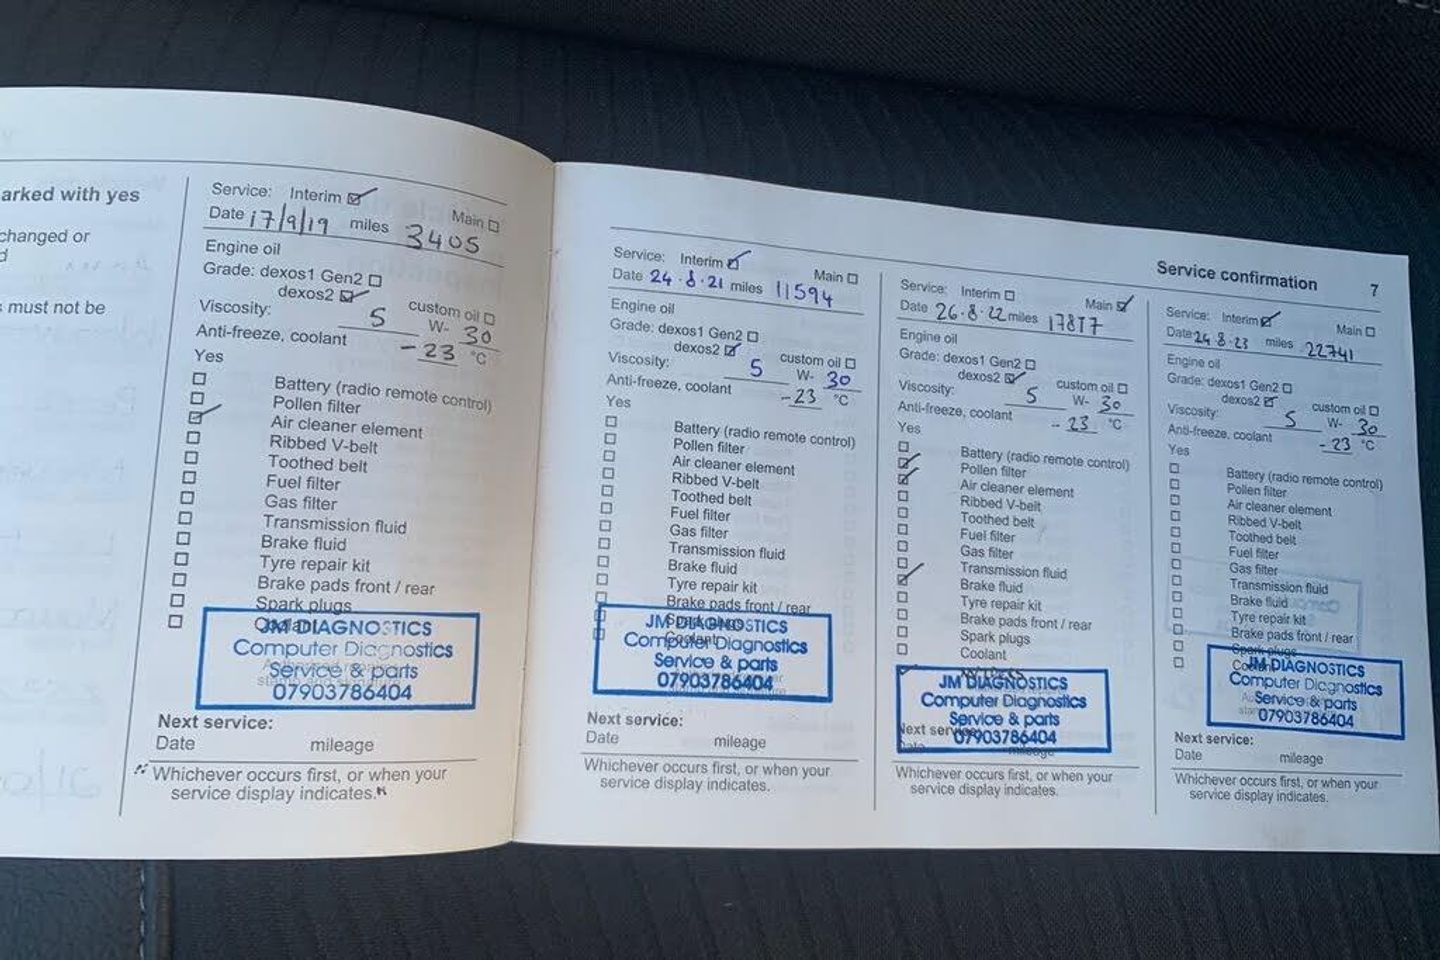 arked with yes
changed or
d
s must not be
Service: Interim ☑ Main ☐
Date 17/9/19 miles 3405
Engine oil
Grade: dexos1 Gen2 ☐
dexos2 ☑ custom oil ☐
Viscosity: 5 W- 30
Anti-freeze, coolant -23 °C
Yes
☐ Battery (radio remote control)
☐ Pollen filter
☑ Air cleaner element
☐ Ribbed V-belt
☐ Toothed belt
☐ Fuel filter
☐ Gas filter
☐ Transmission fluid
☐ Brake fluid
☐ Tyre repair kit
☐ Brake pads front / rear
☐ Spark plugs
☐ Coolant
JM DIAGNOSTICS
Computer Diagnostics
Service & parts
07903786404
Next service:
Date mileage
Whichever occurs first, or when your
service display indicates.
Service confirmation 7
Service: Interim ☑ Main ☐
Date 24.8.21 miles 11594
Engine oil
Grade: dexos1 Gen2 ☐
dexos2 ☑ custom oil ☐
Viscosity: 5 W- 30
Anti-freeze, coolant -23 °C
Yes
☐ Battery (radio remote control)
☐ Pollen filter
☐ Air cleaner element
☐ Ribbed V-belt
☐ Toothed belt
☐ Fuel filter
☐ Gas filter
☐ Transmission fluid
☐ Brake fluid
☐ Tyre repair kit
☐ Brake pads front / rear
☐ Spark plugs
☐ Coolant
JM DIAGNOSTICS
Computer Diagnostics
Service & parts
07903786404
Next service:
Date mileage
Whichever occurs first, or when your
service display indicates.
Service: Interim ☐ Main ☑
Date 26.8.22 miles 17817
Engine oil
Grade: dexos1 Gen2 ☐
dexos2 ☑ custom oil ☐
Viscosity: 5 W- 30
Anti-freeze, coolant -23 °C
Yes
☐ Battery (radio remote control)
☑ Pollen filter
☑ Air cleaner element
☐ Ribbed V-belt
☐ Toothed belt
☐ Fuel filter
☐ Gas filter
☐ Transmission fluid
☑ Brake fluid
☐ Tyre repair kit
☐ Brake pads front / rear
☐ Spark plugs
☐ Coolant
JM DIAGNOSTICS
Computer Diagnostics
Service & parts
07903786404
Next service:
Date mileage
Whichever occurs first, or when your
service display indicates.
Service: Interim ☑ Main ☐
Date 24.8.23 miles 22741
Engine oil
Grade: dexos1 Gen2 ☐
dexos2 ☑ custom oil ☐
Viscosity: 5 W- 30
Anti-freeze, coolant -23 °C
Yes
☐ Battery (radio remote control)
☐ Pollen filter
☐ Air cleaner element
☐ Ribbed V-belt
☐ Toothed belt
☐ Fuel filter
☐ Gas filter
☐ Transmission fluid
☐ Brake fluid
☐ Tyre repair kit
☐ Brake pads front / rear
☐ Spark plugs
☐ Coolant
JM DIAGNOSTICS
Computer Diagnostics
Service & parts
07903786404
Next service:
Date mileage
Whichever occurs first, or when your
service display indicates.